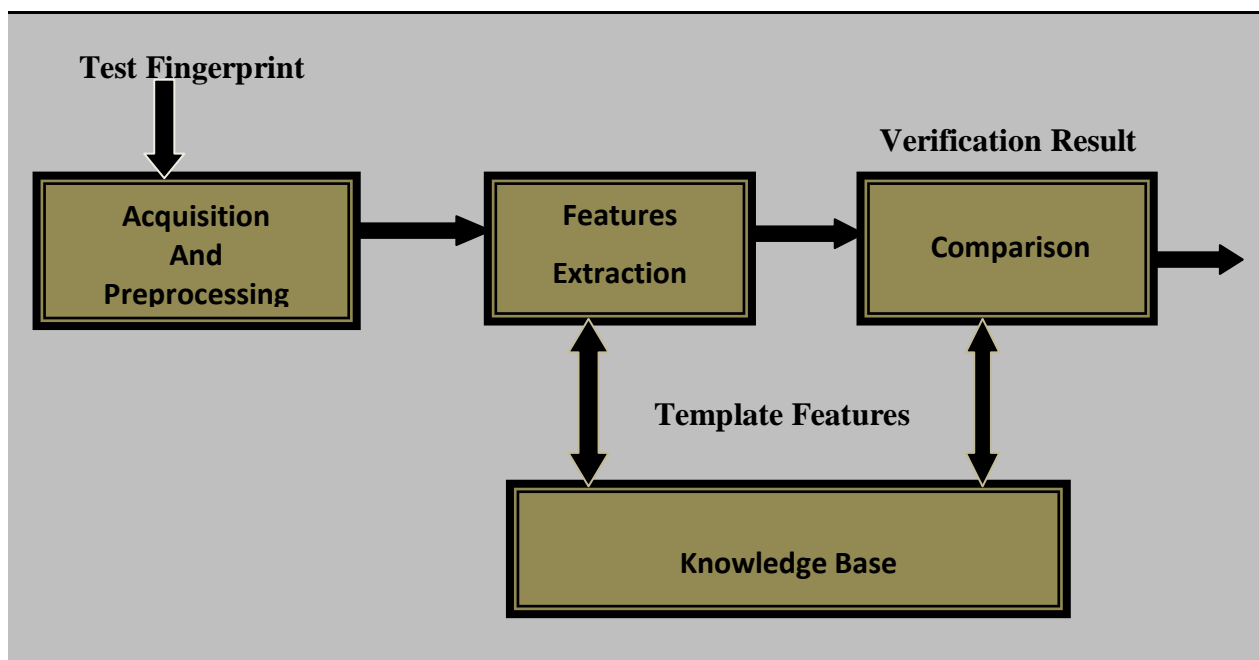 Test Fingerprint
Verification Result
Acquisition
And
Preprocessing
Features
Extraction
Comparison
Template Features
Knowledge Base